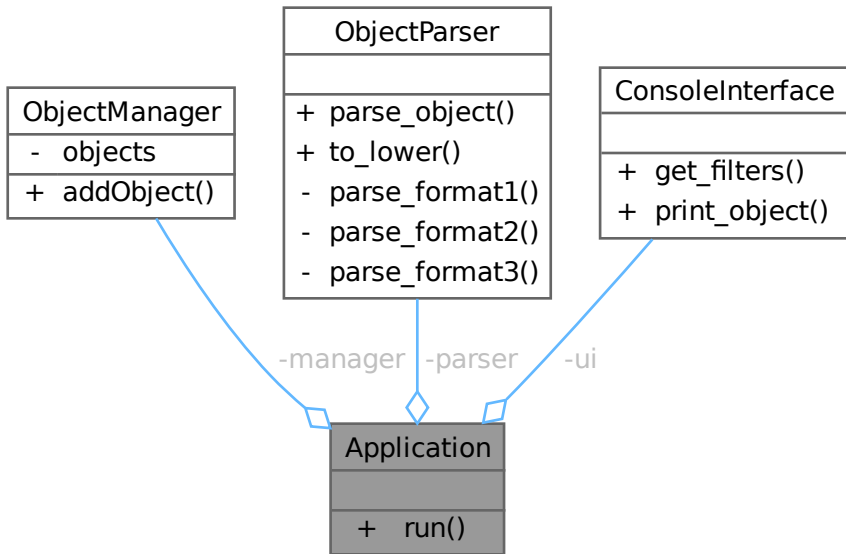 ObjectManager
- objects
+ addObject()
ObjectParser
+ parse_object()
+ to_lower()
- parse_format1()
- parse_format2()
- parse_format3()
ConsoleInterface
+ get_filters()
+ print_object()
-manager
-parser
-ui
Application
+ run()